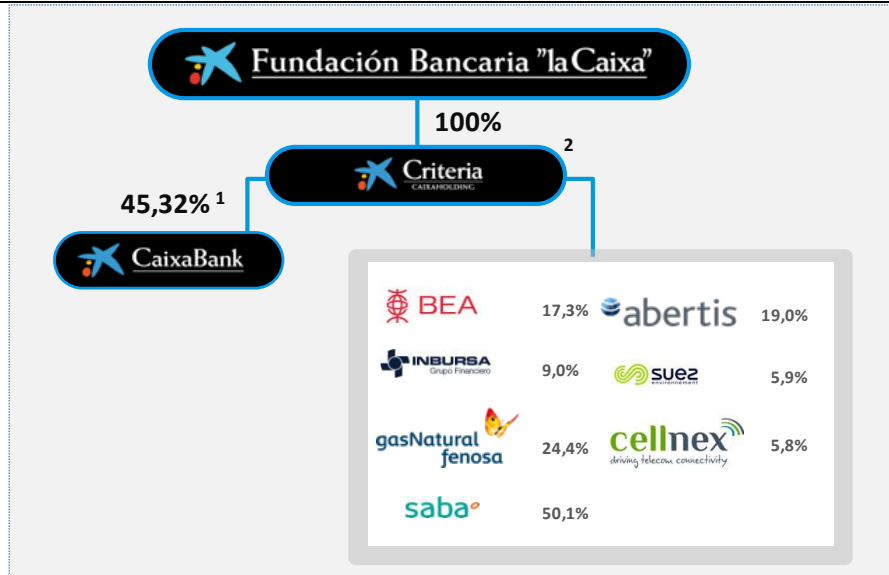 Fundación Bancaria "la Caixa"
100%
2
Criteria
CAIXAHOLDING
45,32% 1
CaixaBank
BEA 17,3%
abertis 19,0%
INBURSA
Grupo Financiero
9,0%
suez
environnement
5,9%
gasNatural
fenosa
24,4%
cellnex
driving telecom connectivity
5,8%
saba
50,1%